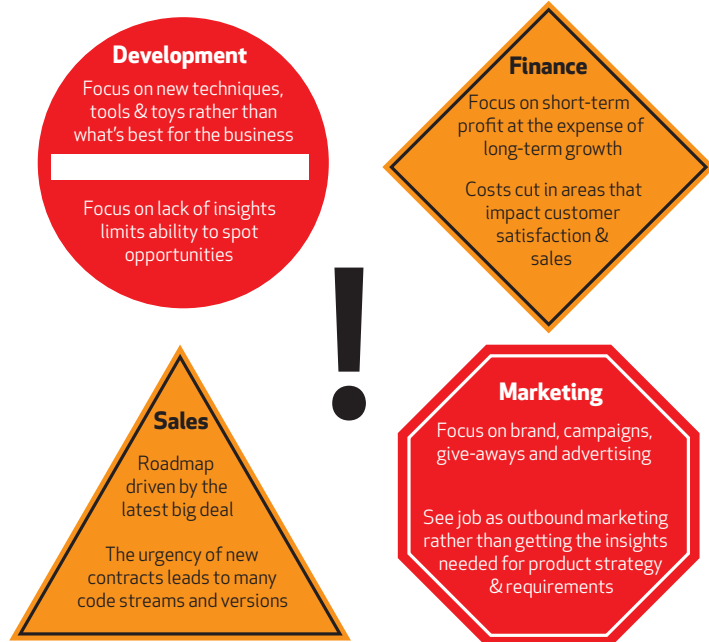 Development
Focus on new techniques,
tools & toys rather than
what's best for the business
Focus on lack of insights
limits ability to spot
opportunities
Finance
Focus on short-term
profit at the expense of
long-term growth
Costs cut in areas that
impact customer
satisfaction &
sales
!
Sales
Roadmap
driven by the
latest big deal
The urgency of new
contracts leads to many
code streams and versions
Marketing
Focus on brand, campaigns,
give-aways and advertising
See job as outbound marketing
rather than getting the insights
needed for product strategy
& requirements